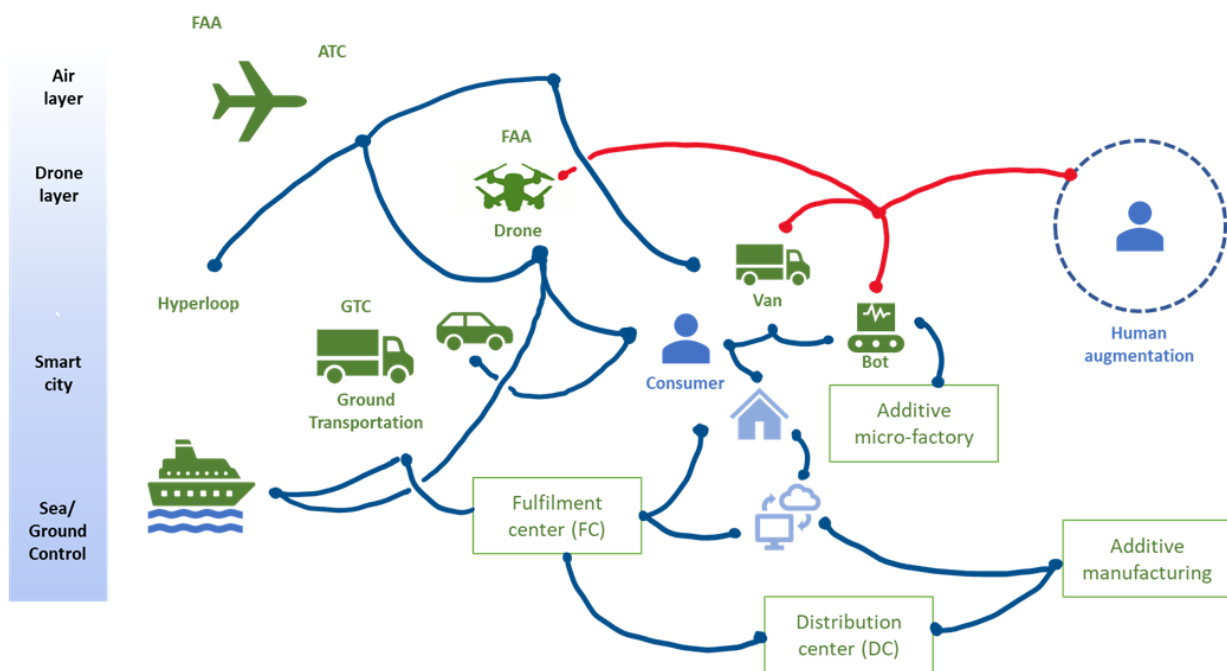 FAA
ATC
Air
layer
FAA
Drone
layer
Drone
Van
Hyperloop
GTC
Human
augmentation
Smart
city
Consumer
Bot
Ground
Transportation
Additive
micro-factory
Sea/
Ground
Control
Fulfilment
center (FC)
Additive
manufacturing
Distribution
center (DC)